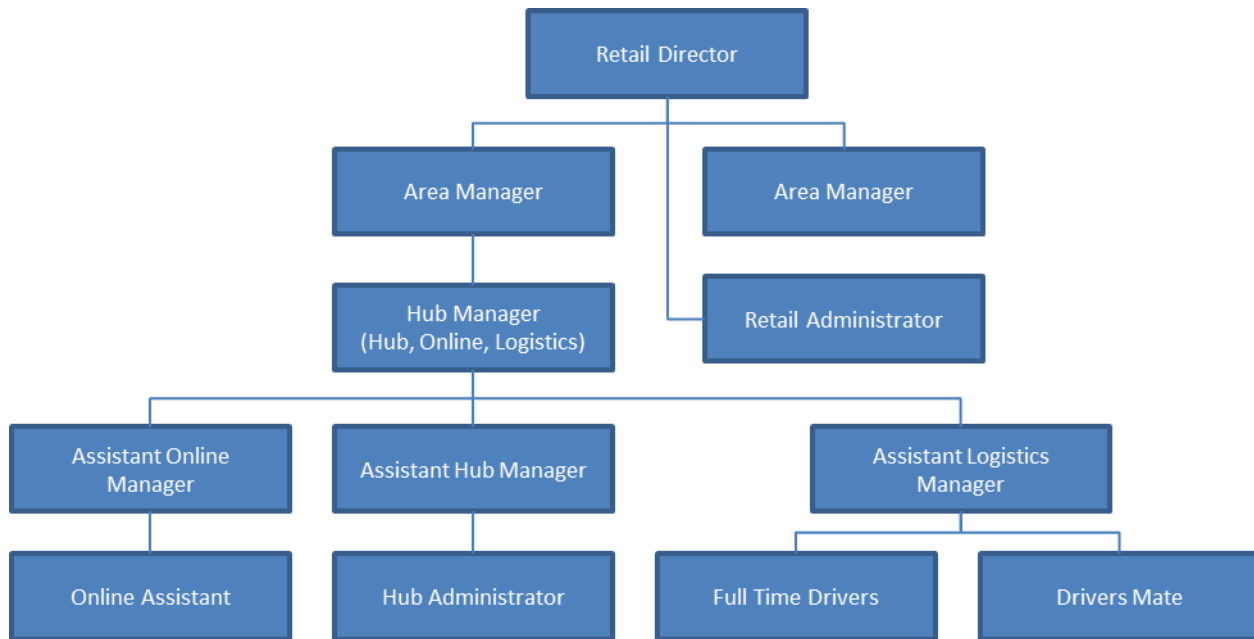 Retail Director
Area Manager
Area Manager
Hub Manager
(Hub, Online, Logistics)
Retail Administrator
Assistant Online
Manager
Assistant Hub Manager
Assistant Logistics
Manager
Online Assistant
Hub Administrator
Full Time Drivers
Drivers Mate